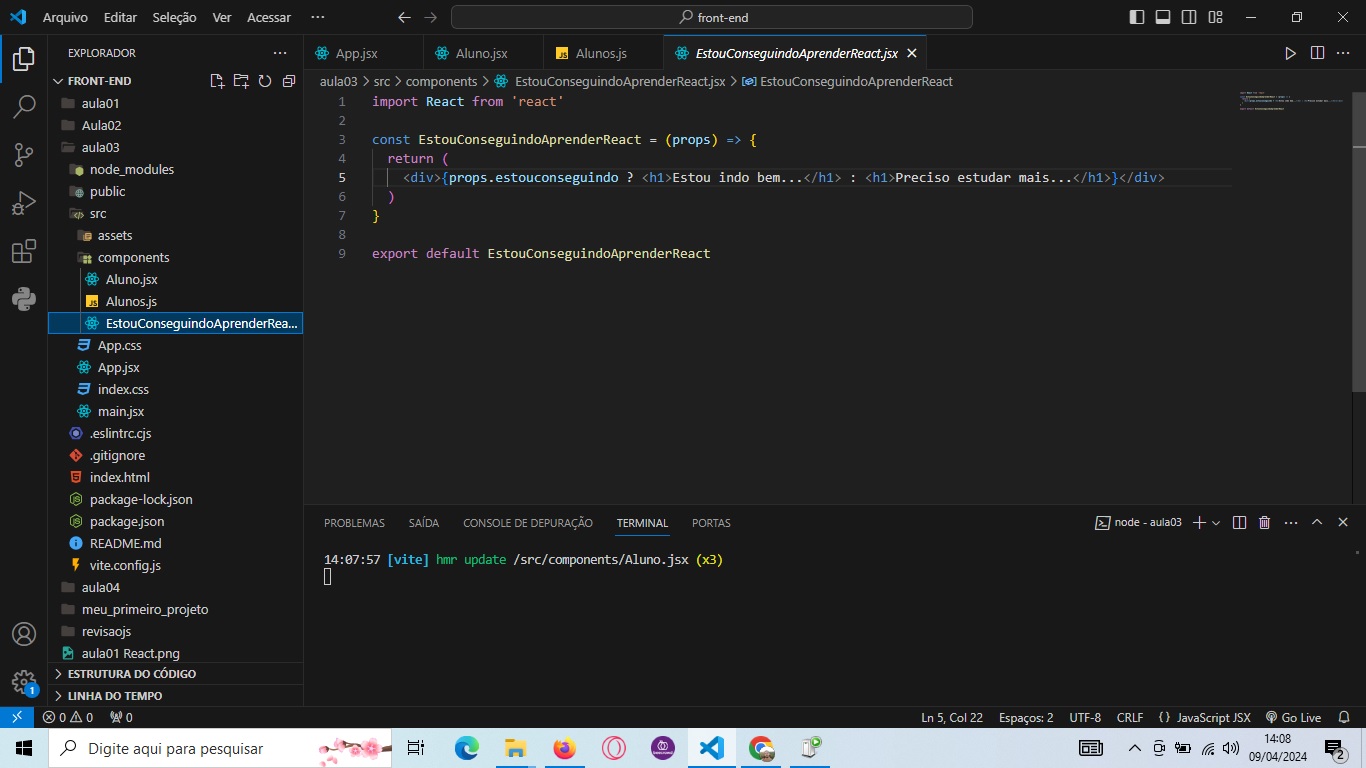 Arquivo Editar Seleção Ver Acessar ···
front-end
EXPLORADOR
FRONT-END
aula01
Aula02
aula03
node_modules
public
src
assets
components
Aluno.jsx
Alunos.js
EstouConseguindoAprenderRea...
App.css
App.jsx
index.css
main.jsx
.eslintrc.cjs
.gitignore
index.html
package-lock.json
package.json
README.md
vite.config.js
aula04
meu_primeiro_projeto
revisaojs
aula01 React.png
ESTRUTURA DO CÓDIGO
LINHA DO TEMPO
App.jsx Aluno.jsx Alunos.js EstouConseguindoAprenderReact.jsx
aula03 > src > components > EstouConseguindoAprenderReact.jsx > EstouConseguindoAprenderReact
1 import React from 'react'
2
3 const EstouConseguindoAprenderReact = (props) => {
4 return (
5 <div>{props.estouconseguindo ? <h1>Estou indo bem...</h1> : <h1>Preciso estudar mais...</h1>}</div>
6 )
7 }
8
9 export default EstouConseguindoAprenderReact
PROBLEMAS SAÍDA CONSOLE DE DEPURAÇÃO TERMINAL PORTAS
node - aula03
14:07:57 [vite] hmr update /src/components/Aluno.jsx (x3)
1
0 0 0
Ln 5, Col 22 Espaços: 2 UTF-8 CRLF {} JavaScript JSX Go Live
Digite aqui para pesquisar
14:08
09/04/2024
2